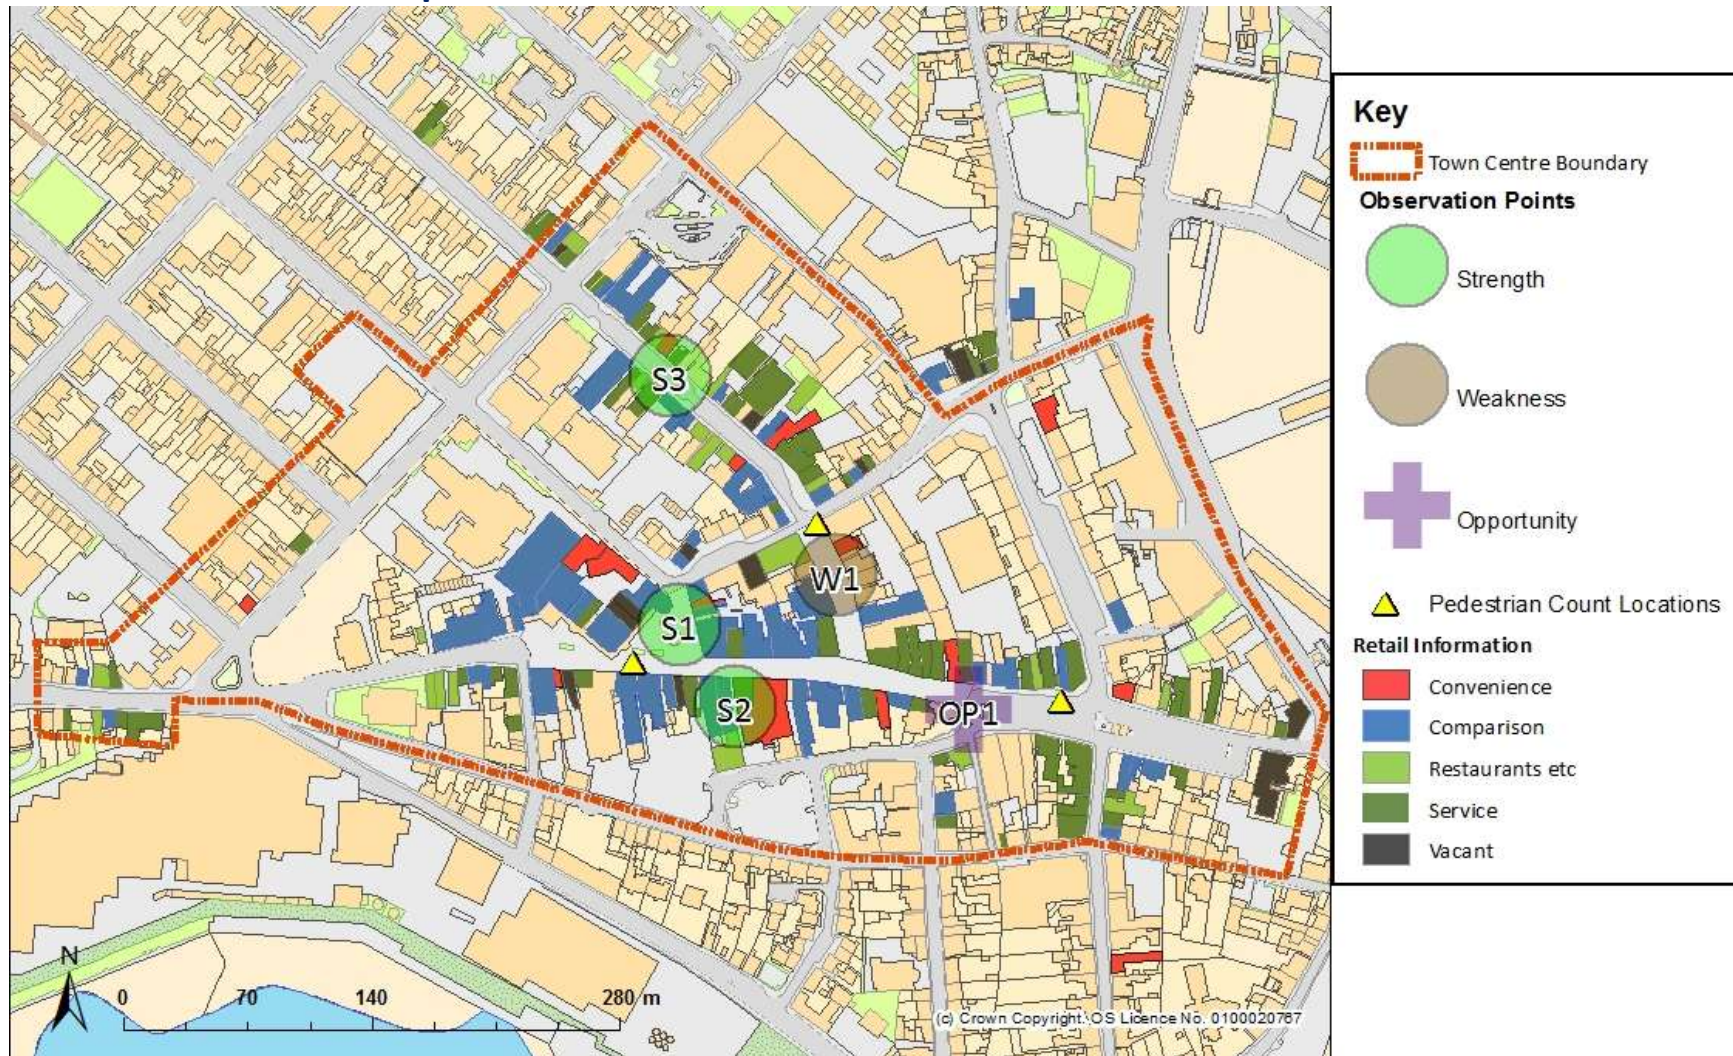 S3
W1
S1
S2
OP1
N
0 70 140 280 m
(c) Crown Copyright. OS Licence No. 0100020767
Key
Town Centre Boundary
Observation Points
Strength
Weakness
Opportunity
Pedestrian Count Locations
Retail Information
Convenience
Comparison
Restaurants etc
Service
Vacant